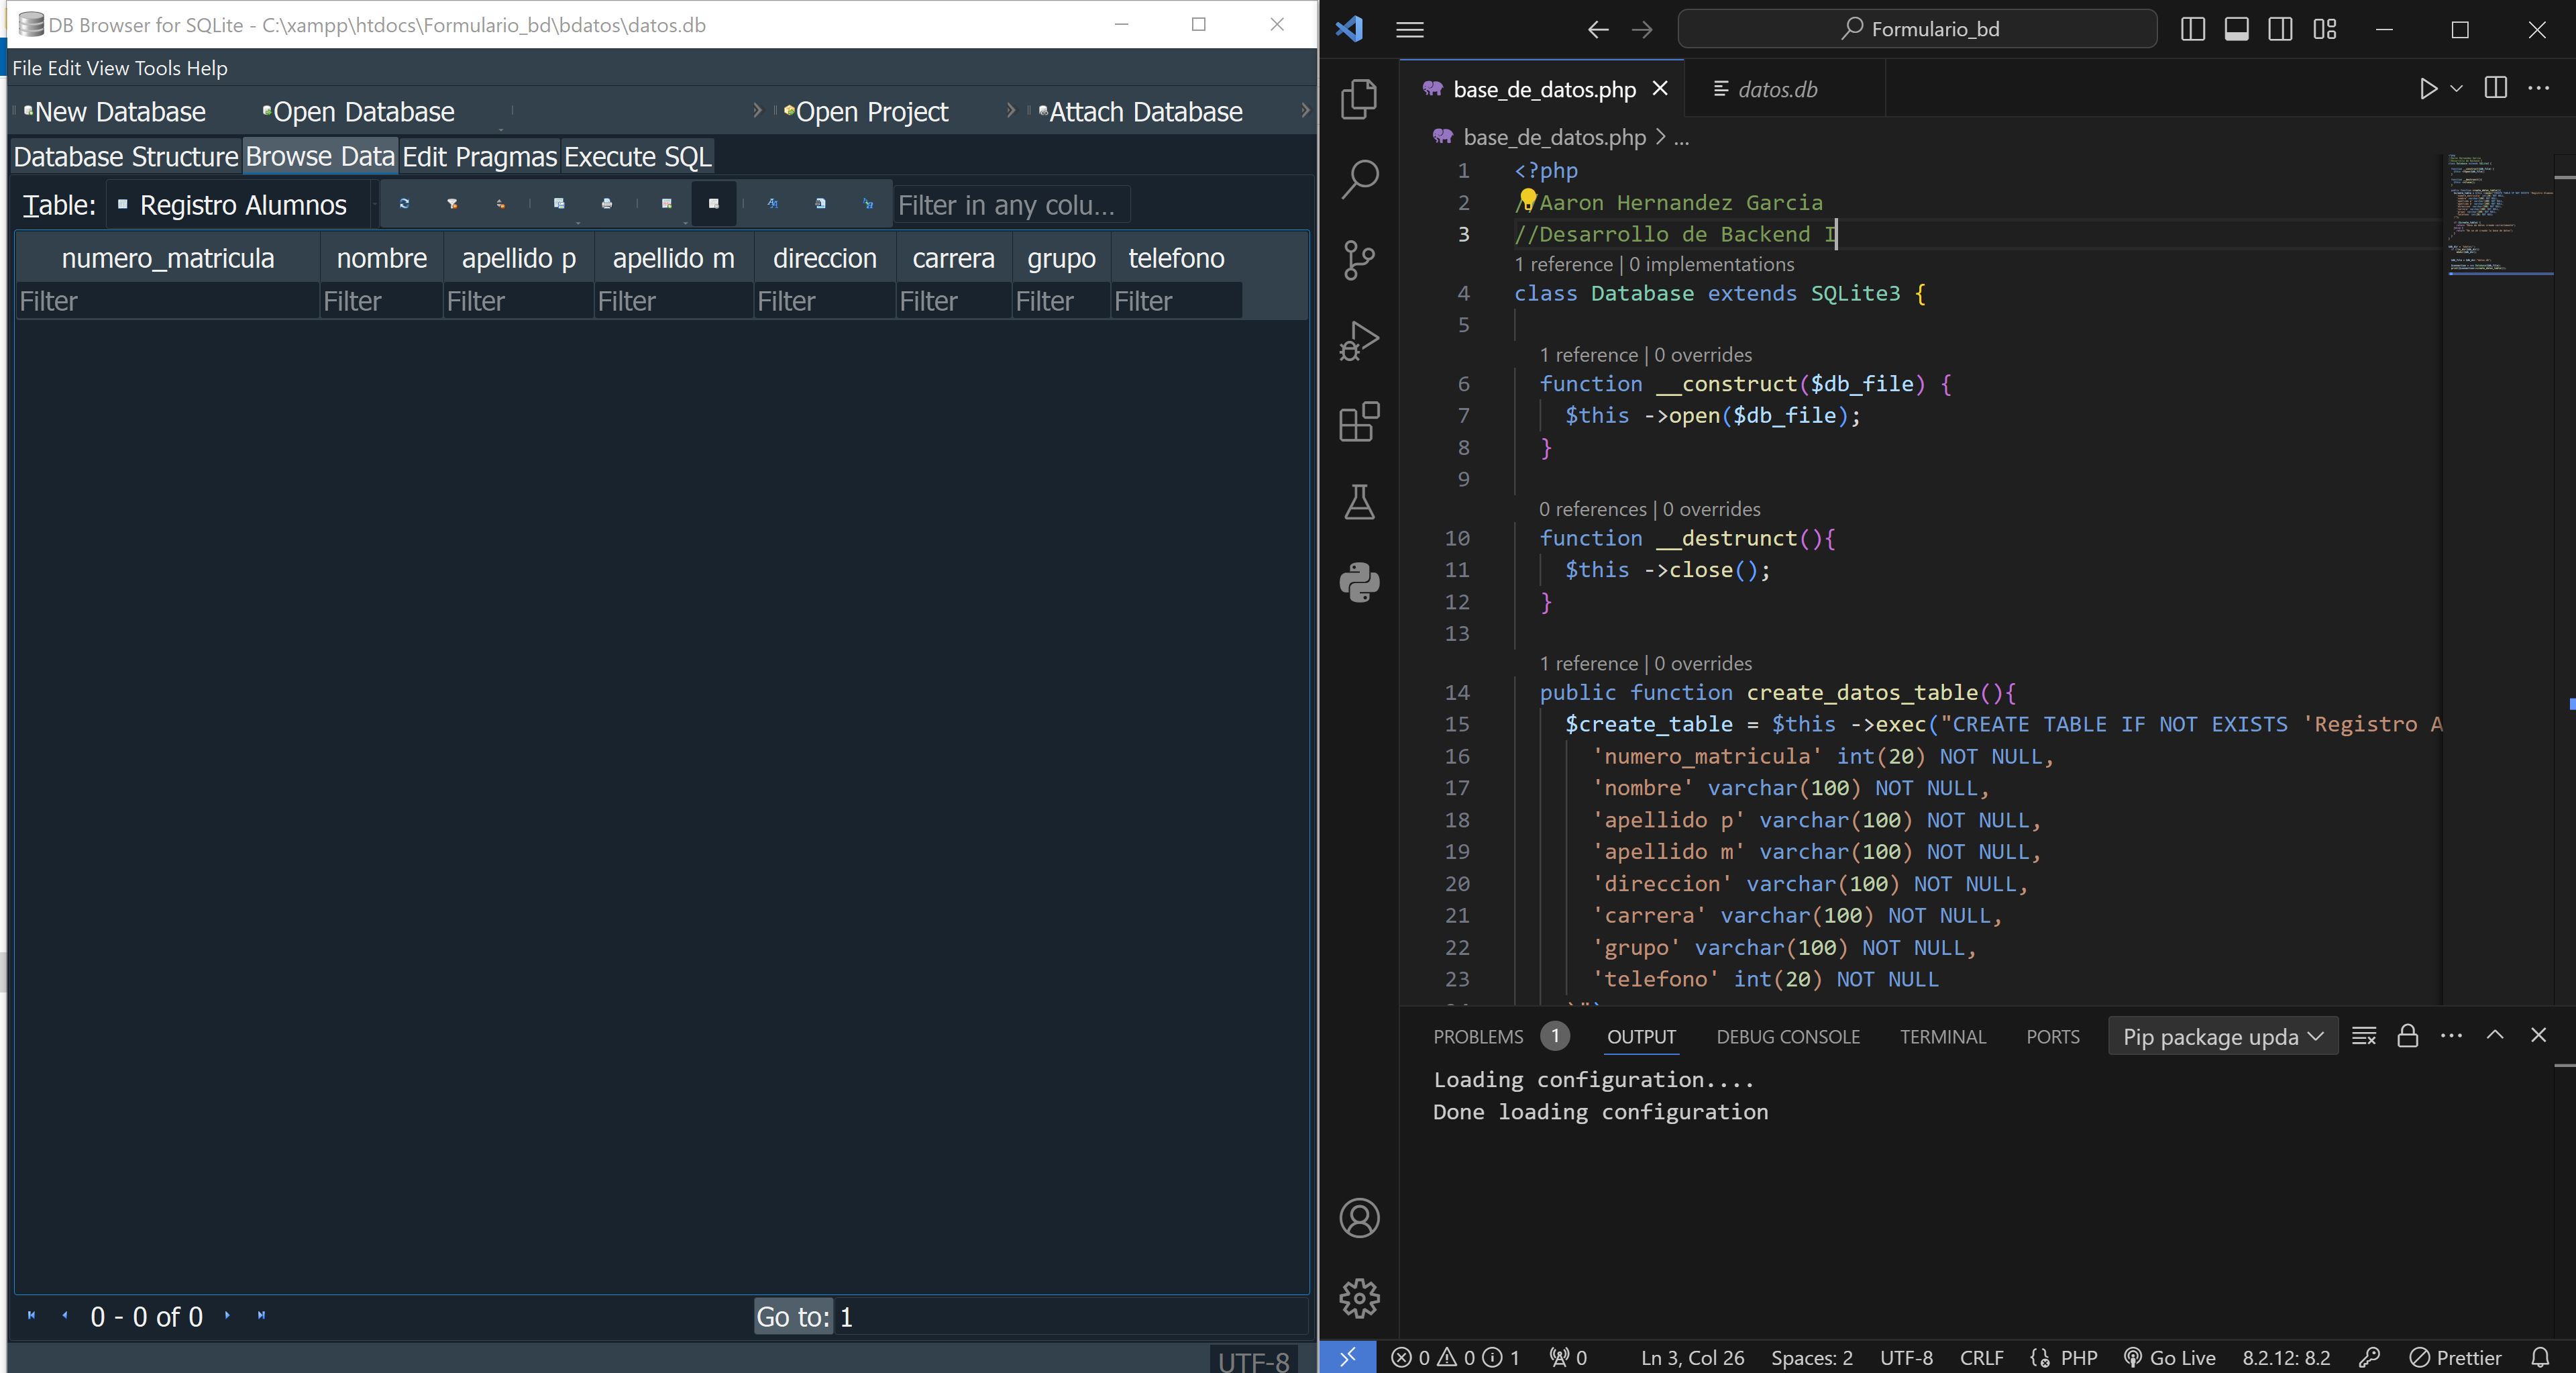 DB Browser for SQLite - C:\xampp\htdocs\Formulario_bd\bdatos\datos.db
File Edit View Tools Help
New Database Open Database Open Project Attach Database
Database Structure Browse Data Edit Pragmas Execute SQL
Table: Registro Alumnos Filter in any colu...
numero_matricula nombre apellido p apellido m direccion carrera grupo telefono
Filter Filter Filter Filter Filter Filter Filter Filter
0 - 0 of 0 Go to: 1
UTF-8
Formulario_bd
base_de_datos.php datos.db
base_de_datos.php > ...
1 <?php
2 //Aaron Hernandez Garcia
3 //Desarrollo de Backend I
1 reference | 0 implementations
4 class Database extends SQLite3 {
5
1 reference | 0 overrides
6 function __construct($db_file) {
7 $this ->open($db_file);
8 }
9
0 references | 0 overrides
10 function __destrunct(){
11 $this ->close();
12 }
13
1 reference | 0 overrides
14 public function create_datos_table(){
15 $create_table = $this ->exec("CREATE TABLE IF NOT EXISTS 'Registro A
16 'numero_matricula' int(20) NOT NULL,
17 'nombre' varchar(100) NOT NULL,
18 'apellido p' varchar(100) NOT NULL,
19 'apellido m' varchar(100) NOT NULL,
20 'direccion' varchar(100) NOT NULL,
21 'carrera' varchar(100) NOT NULL,
22 'grupo' varchar(100) NOT NULL,
23 'telefono' int(20) NOT NULL
PROBLEMS 1 OUTPUT DEBUG CONSOLE TERMINAL PORTS Pip package upda
Loading configuration....
Done loading configuration
0 0 1 0 Ln 3, Col 26 Spaces: 2 UTF-8 CRLF PHP Go Live 8.2.12: 8.2 Prettier